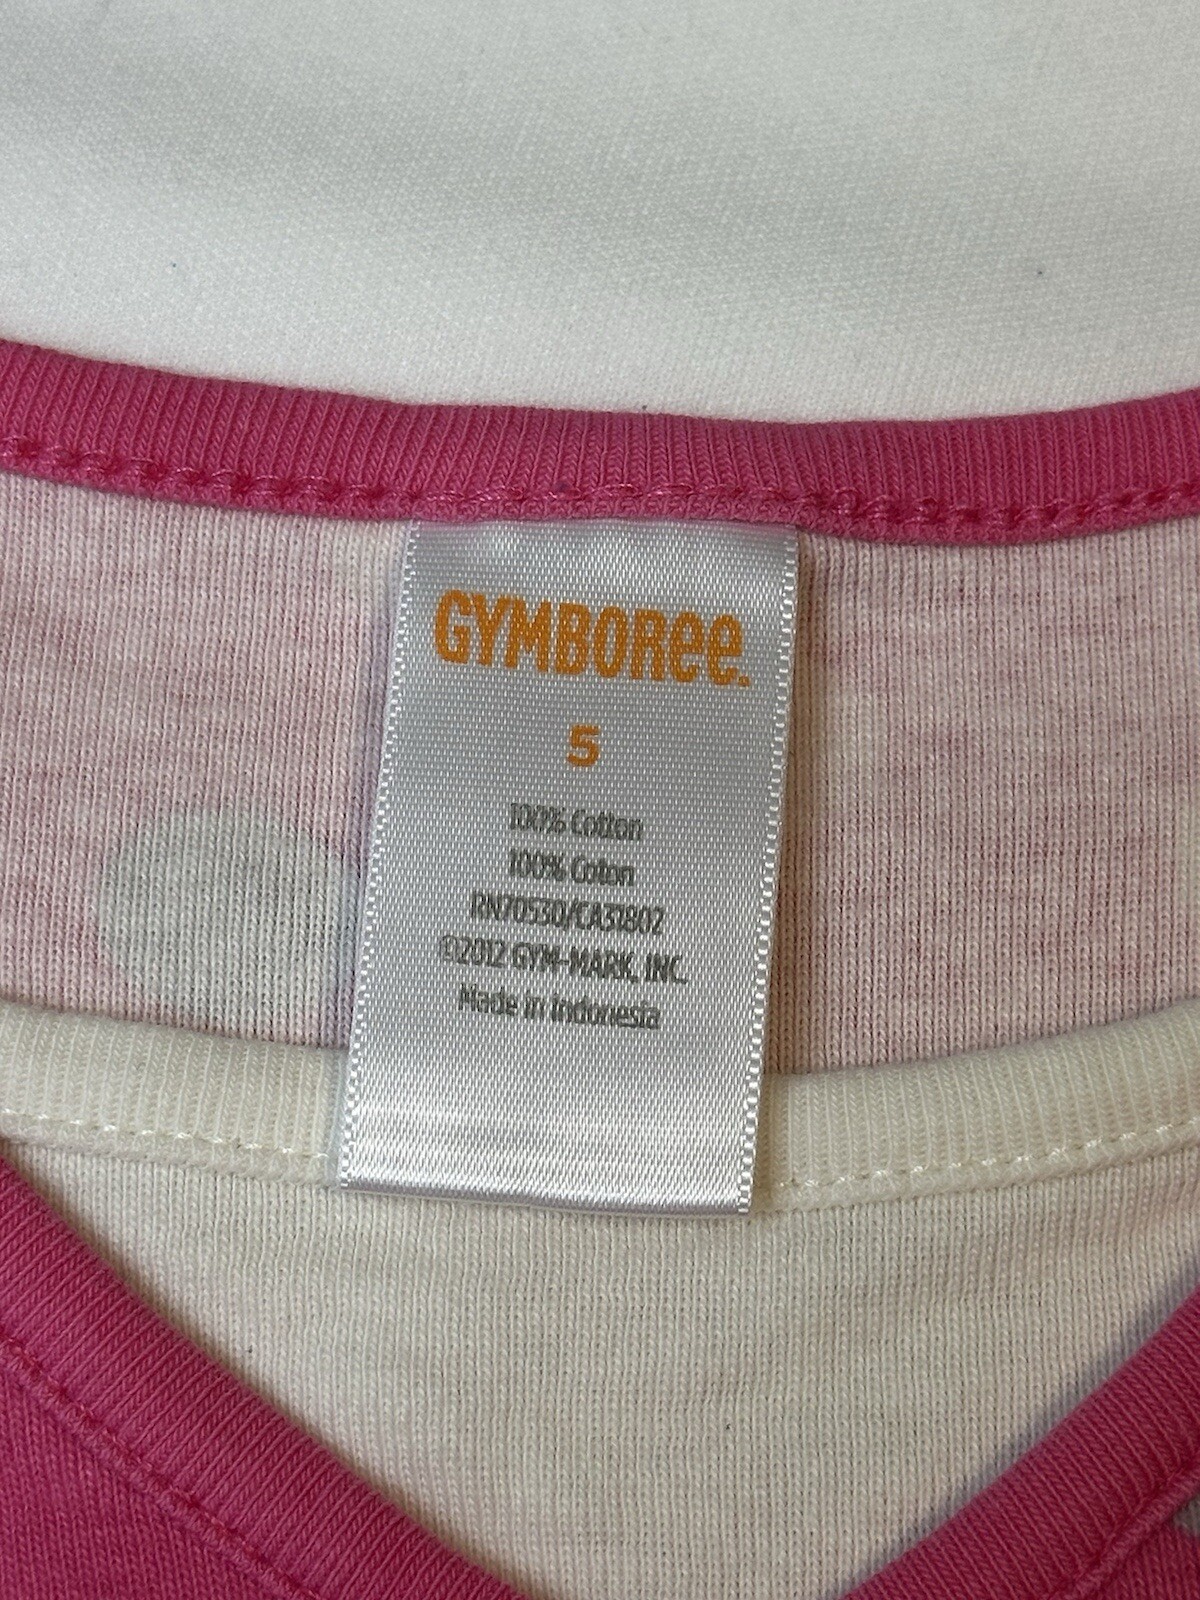 GYMBOREE.
5
100% Cotton
100% Coton
RN70530/CA31802
©2012 GYM-MARK, INC.
Made in Indonesia